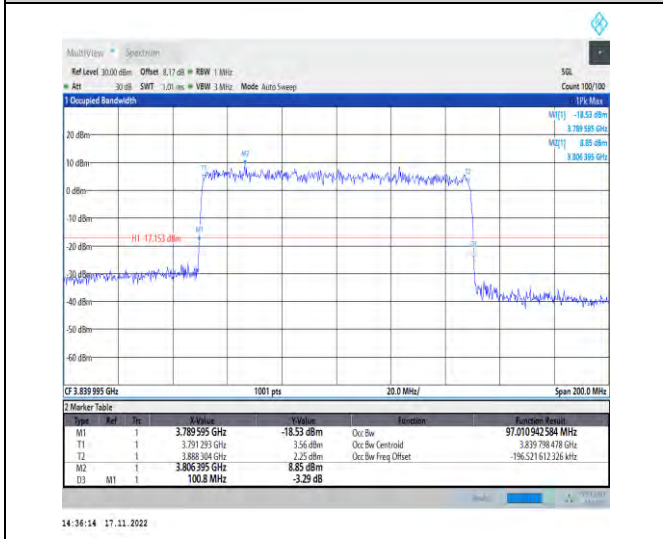 MultiView Spectrum
Ref Level 30.00 dBm Offset 8.17 dB RBW 1 MHz SGL
Att 30 dB SWT 1.01 ms VBW 3 MHz Mode Auto Sweep Count 100/100
1 Occupied Bandwidth 1Pk Max
M1[1] -18.53 dBm
3.789 595 GHz
M2[1] 8.85 dBm
3.806 395 GHz
20 dBm
10 dBm
0 dBm
-10 dBm
-20 dBm
-30 dBm
-40 dBm
-50 dBm
-60 dBm
M2
T1
T2
M1
H1 -17.153 dBm
CF 3.839 995 GHz 1001 pts 20.0 MHz/ Span 200.0 MHz
2 Marker Table
Type Ref Trc X-Value Y-Value Function Function Result
M1 1 3.789 595 GHz -18.53 dBm Occ Bw 97.010 942 584 MHz
T1 1 3.791 293 GHz 3.56 dBm Occ Bw Centroid 3.839 798 478 GHz
T2 1 3.888 304 GHz 2.25 dBm Occ Bw Freq Offset -196.521 612 326 kHz
M2 1 3.806 395 GHz 8.85 dBm
D3 M1 1 100.8 MHz -3.29 dB
14:36:14 17.11.2022